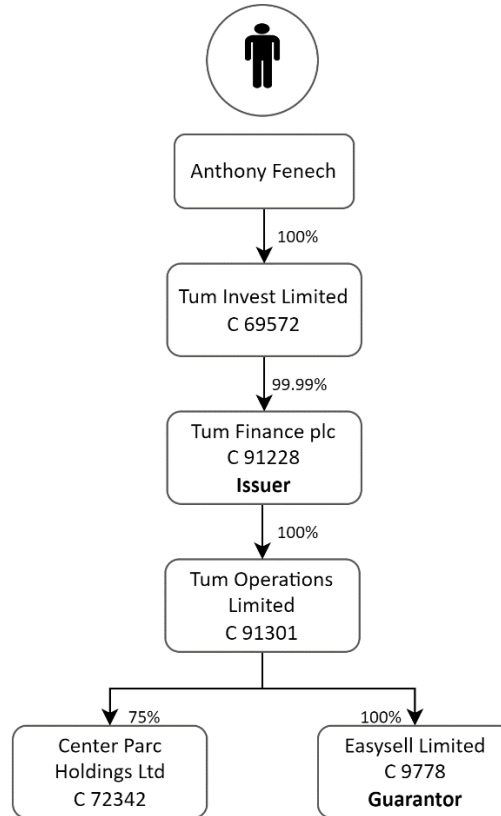 Anthony Fenech
100%
Tum Invest Limited
C 69572
99.99%
Tum Finance plc
C 91228
Issuer
100%
Tum Operations
Limited
C 91301
75%
100%
Center Parc
Holdings Ltd
C 72342
Easysell Limited
C 9778
Guarantor